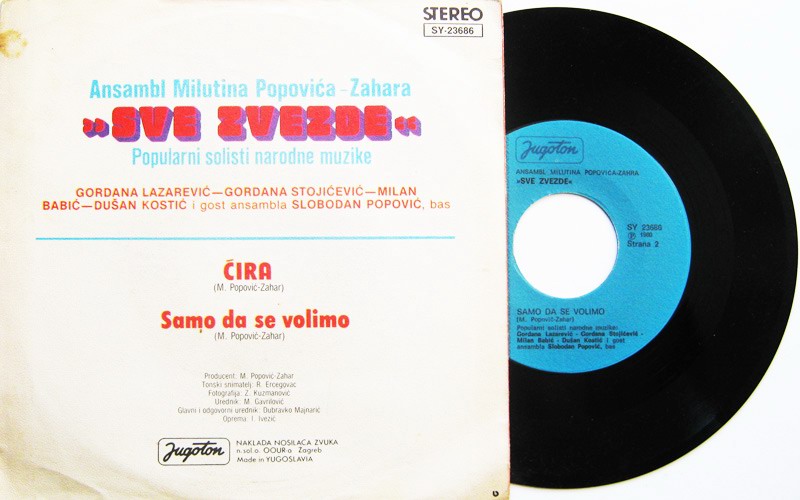 STEREO
SY-23686
Ansambl Milutina Popovića-Zahara
»SVE ZVEZDE«
Popularni solisti narodne muzike
GORDANA LAZAREVIĆ—GORDANA STOJIĆEVIĆ—MILAN
BABIĆ—DUŠAN KOSTIĆ i gost ansambla SLOBODAN POPOVIĆ, bas
ĆIRA
(M. Popović-Zahar)
Samo da se volimo
(M. Popović-Zahar)
Producent: M. Popović-Zahar
Tonski snimatelj: R. Ercegovac
Fotografija: Z. Kuzmanović
Urednik: M. Gavrilović
Glavni i odgovorni urednik: Dubravko Majnarić
Oprema: I. Ivezić
Jugoton
NAKLADA NOSILACA ZVUKA
n.sol.o. OOUR-a Zagreb
Made in YUGOSLAVIA
Jugoton
ANSAMBL MILUTINA POPOVIĆA-ZAHRA
»SVE ZVEZDE«
SY 23686
℗ 1980
Strana 2
SAMO DA SE VOLIMO
(M. Popović-Zahar)
Popularni solisti narodne muzike:
Gordana Lazarević - Gordana Stojićević -
Milan Babić - Dušan Kostić i gost
ansambla Slobodan Popović, bas